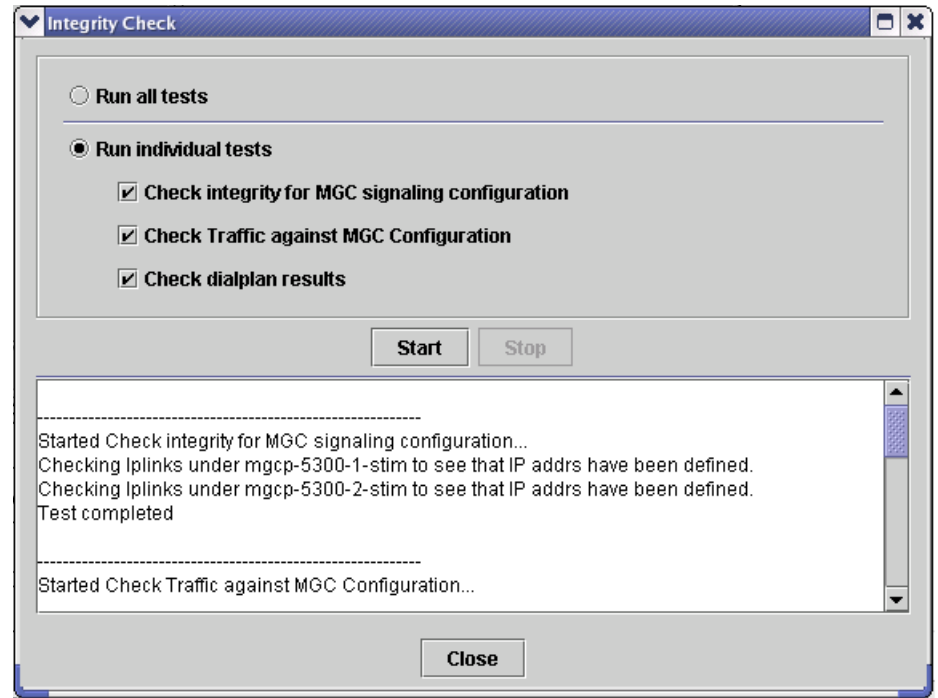 Integrity Check
Run all tests
Run individual tests
Check integrity for MGC signaling configuration
Check Traffic against MGC Configuration
Check dialplan results
Start Stop
------------------------------------------------------------
Started Check integrity for MGC signaling configuration...
Checking Iplinks under mgcp-5300-1-stim to see that IP addrs have been defined.
Checking Iplinks under mgcp-5300-2-stim to see that IP addrs have been defined.
Test completed
------------------------------------------------------------
Started Check Traffic against MGC Configuration...
Close